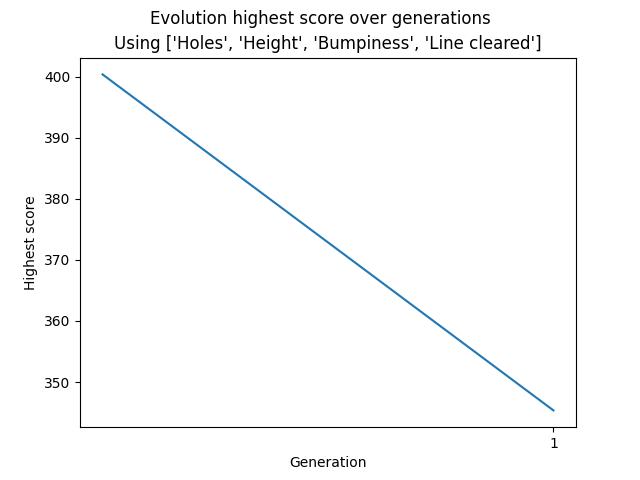 Evolution highest score over generations
Using ['Holes', 'Height', 'Bumpiness', 'Line cleared']
400
390
380
370
360
350
Highest score
1
Generation